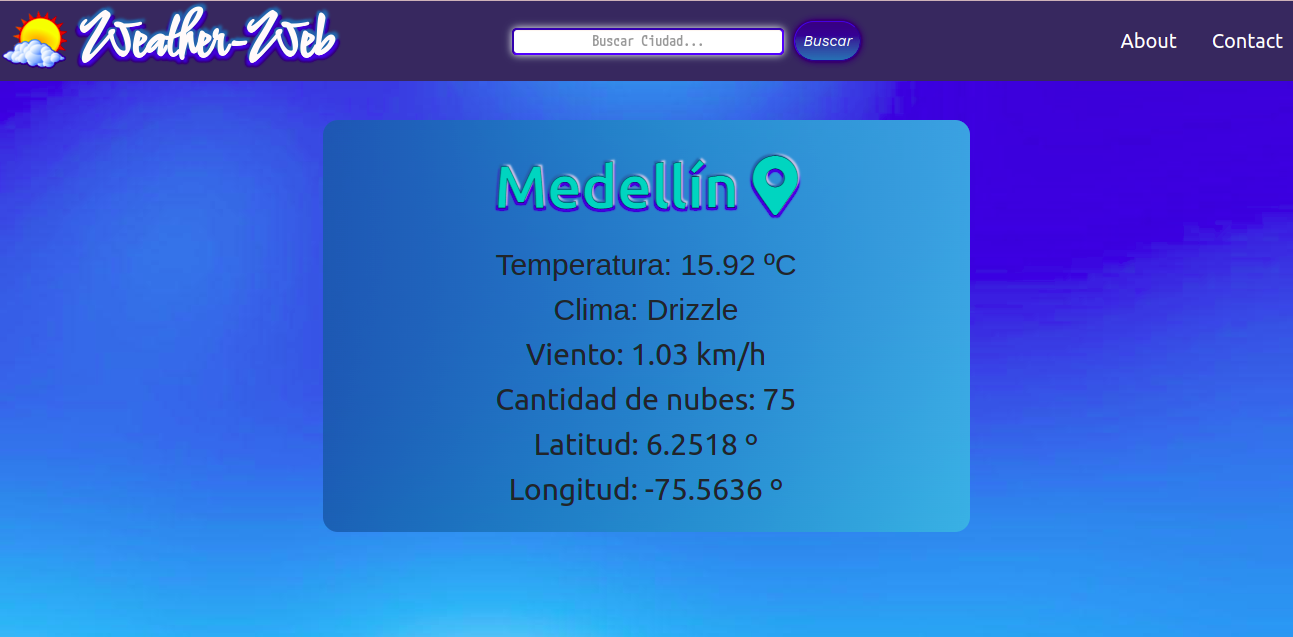 Weather-Web
Buscar Ciudad...
Buscar
About
Contact
Medellín
Temperatura: 15.92 ºC
Clima: Drizzle
Viento: 1.03 km/h
Cantidad de nubes: 75
Latitud: 6.2518 º
Longitud: -75.5636 º